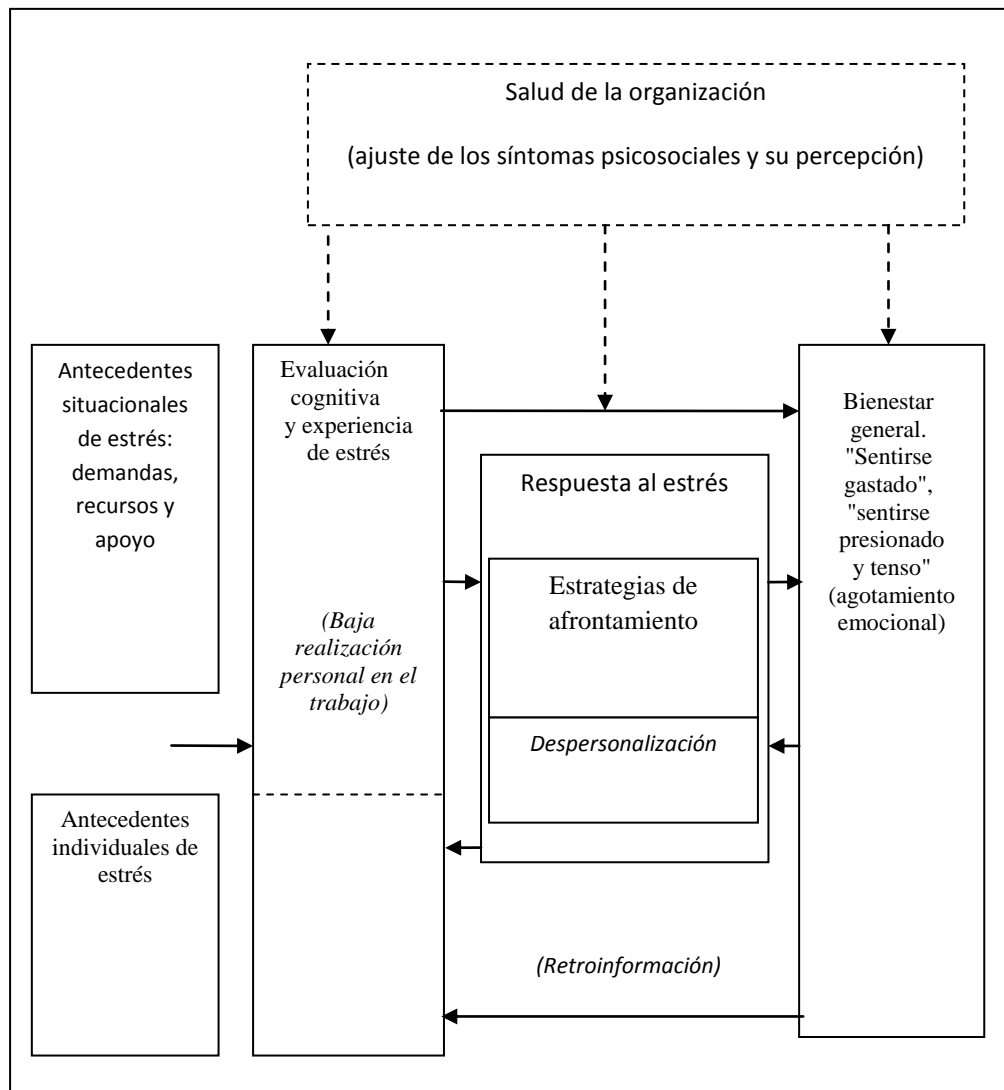 Salud de la organización
(ajuste de los síntomas psicosociales y su percepción)
Antecedentes
situacionales
de estrés:
demandas,
recursos y
apoyo
Evaluación
cognitiva
y experiencia
de estrés
(Baja
realización
personal en el
trabajo)
Respuesta al estrés
Estrategias de
afrontamiento
Despersonalización
Bienestar
general.
"Sentirse
gastado",
"sentirse
presionado
y tenso"
(agotamiento
emocional)
Antecedentes
individuales de
estrés
(Retroinformación)